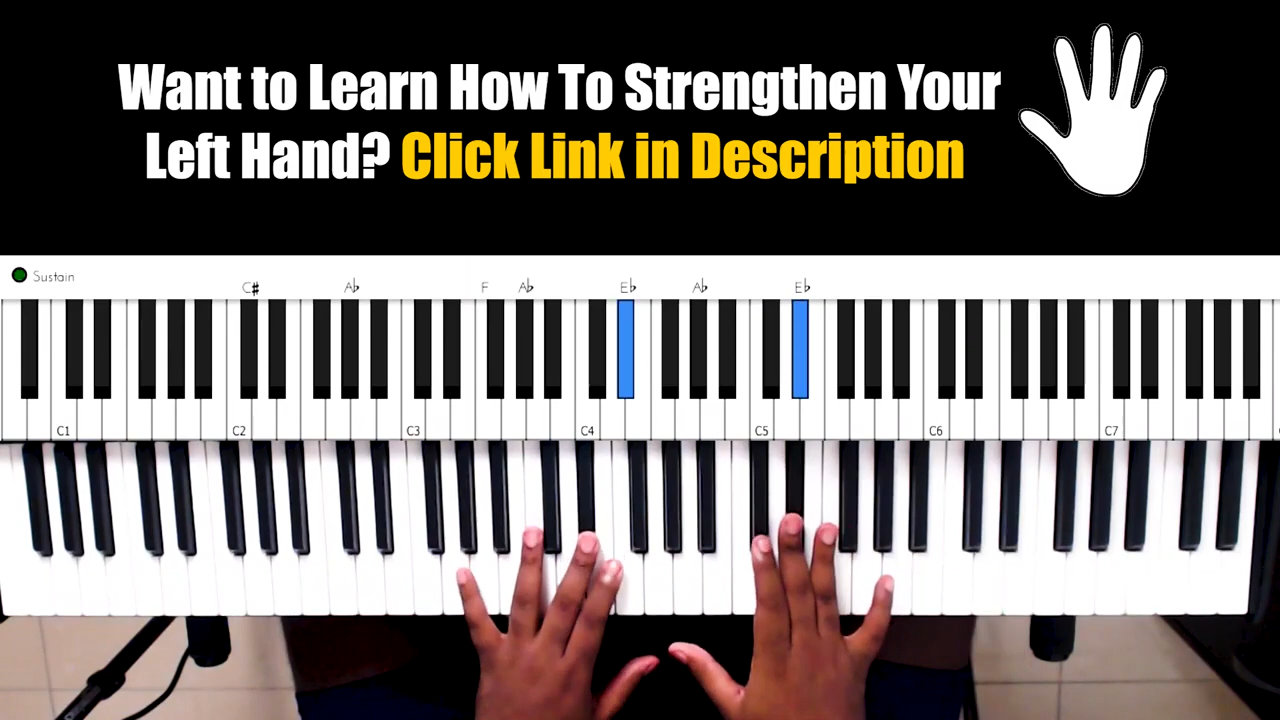 Want to Learn How To Strengthen Your
Left Hand? Click Link in Description
Sustain
C♯ A♭ F A♭ E♭ A♭ E♭
C1 C2 C3 C4 C5 C6 C7